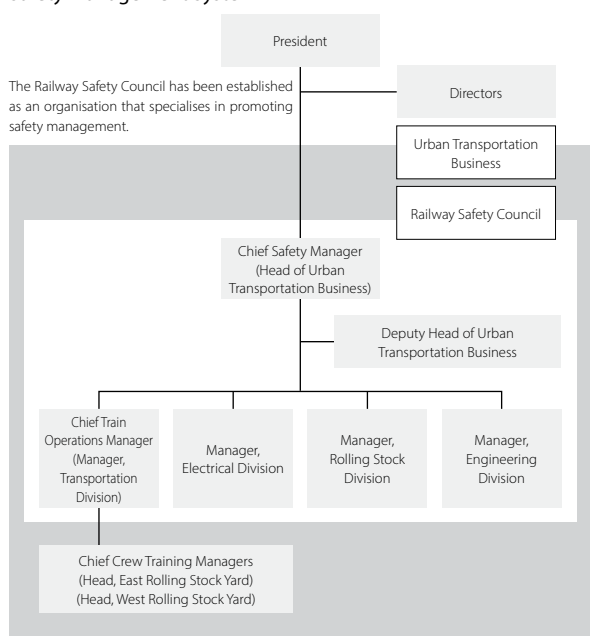 President
The Railway Safety Council has been established
as an organisation that specialises in promoting
safety management.
Directors
Urban Transportation
Business
Railway Safety Council
Chief Safety Manager
(Head of Urban
Transportation Business)
Deputy Head of Urban
Transportation Business
Chief Train
Operations Manager
(Manager,
Transportation
Division)
Manager,
Electrical Division
Manager,
Rolling Stock
Division
Manager,
Engineering
Division
Chief Crew Training Managers
(Head, East Rolling Stock Yard)
(Head, West Rolling Stock Yard)